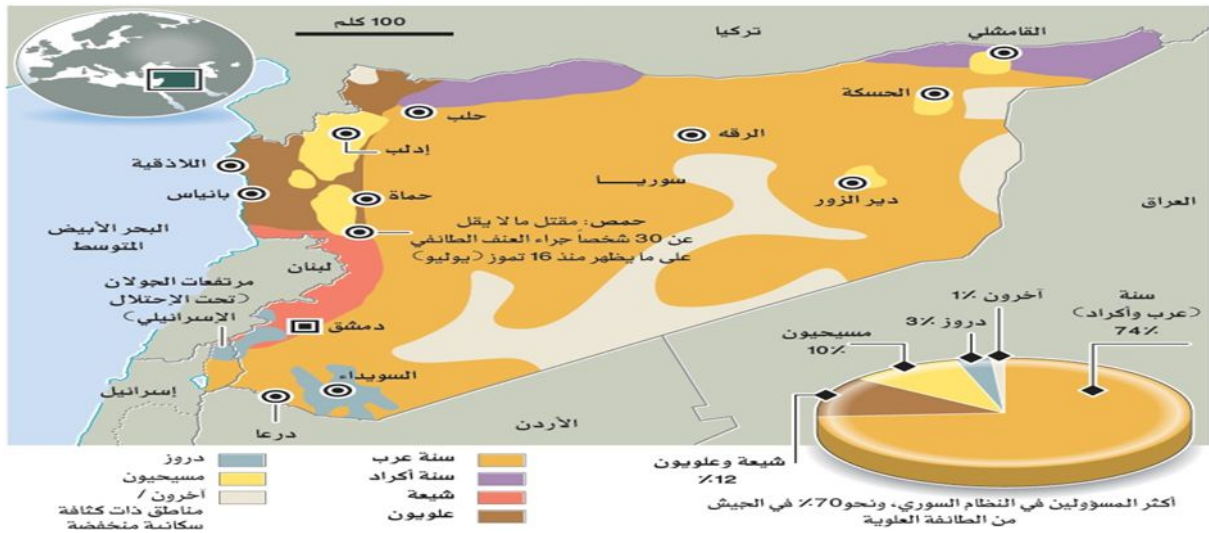 100 كلم
تركيا
القامشلي
الحسكة
حلب
الرقه
إدلب
اللاذقية
بانياس
حماة
سوريـــا
دير الزور
العراق
البحر الأبيض
المتوسط
حمص: مقتل ما لا يقل
عن 30 شخصاً جراء العنف الطائفي
على ما يظهر منذ 16 تموز (يوليو)
لبنان
مرتفعات الجولان
(تحت الإحتلال
الإسرائيلي)
دمشق
السويداء
إسرائيل
درعا
الأردن
سنة
(عرب وأكراد)
74٪
آخرون 1٪
دروز 3٪
مسيحيون
10٪
شيعة وعلويون
12٪
أكثر المسؤولين في النظام السوري، ونحو70٪ في الجيش
من الطائفة العلوية
سنة عرب
سنة أكراد
شيعة
علويون
دروز
مسيحيون
آخرون /
مناطق ذات كثافة
سكانية منخفضة